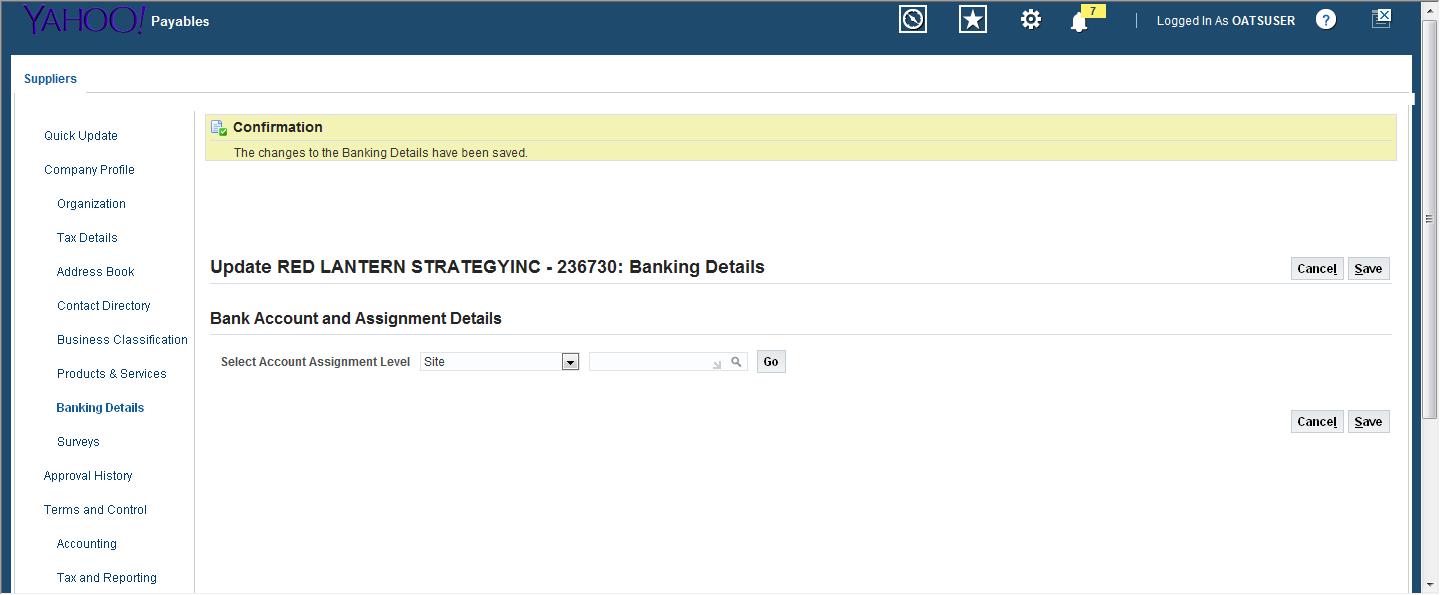 YAHOO! Payables
7
Logged In As OATSUSER
?
Suppliers
Quick Update
Company Profile
Organization
Tax Details
Address Book
Contact Directory
Business Classification
Products & Services
Banking Details
Surveys
Approval History
Terms and Control
Accounting
Tax and Reporting
Confirmation
The changes to the Banking Details have been saved.
Update RED LANTERN STRATEGYINC - 236730: Banking Details
Cancel Save
Bank Account and Assignment Details
Select Account Assignment Level Site Go
Cancel Save